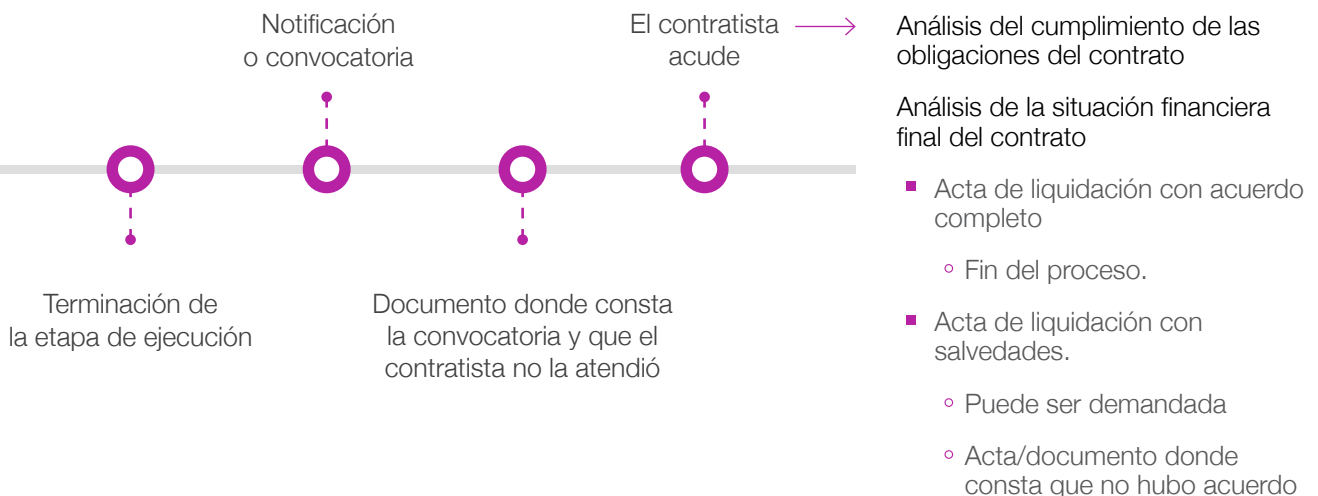 Notificación
o convocatoria
El contratista
acude
Terminación de
la etapa de ejecución
Documento donde consta
la convocatoria y que el
contratista no la atendió
Análisis del cumplimiento de las
obligaciones del contrato
Análisis de la situación financiera
final del contrato
Acta de liquidación con acuerdo
completo
Fin del proceso.
Acta de liquidación con
salvedades.
Puede ser demandada
Acta/documento donde
consta que no hubo acuerdo